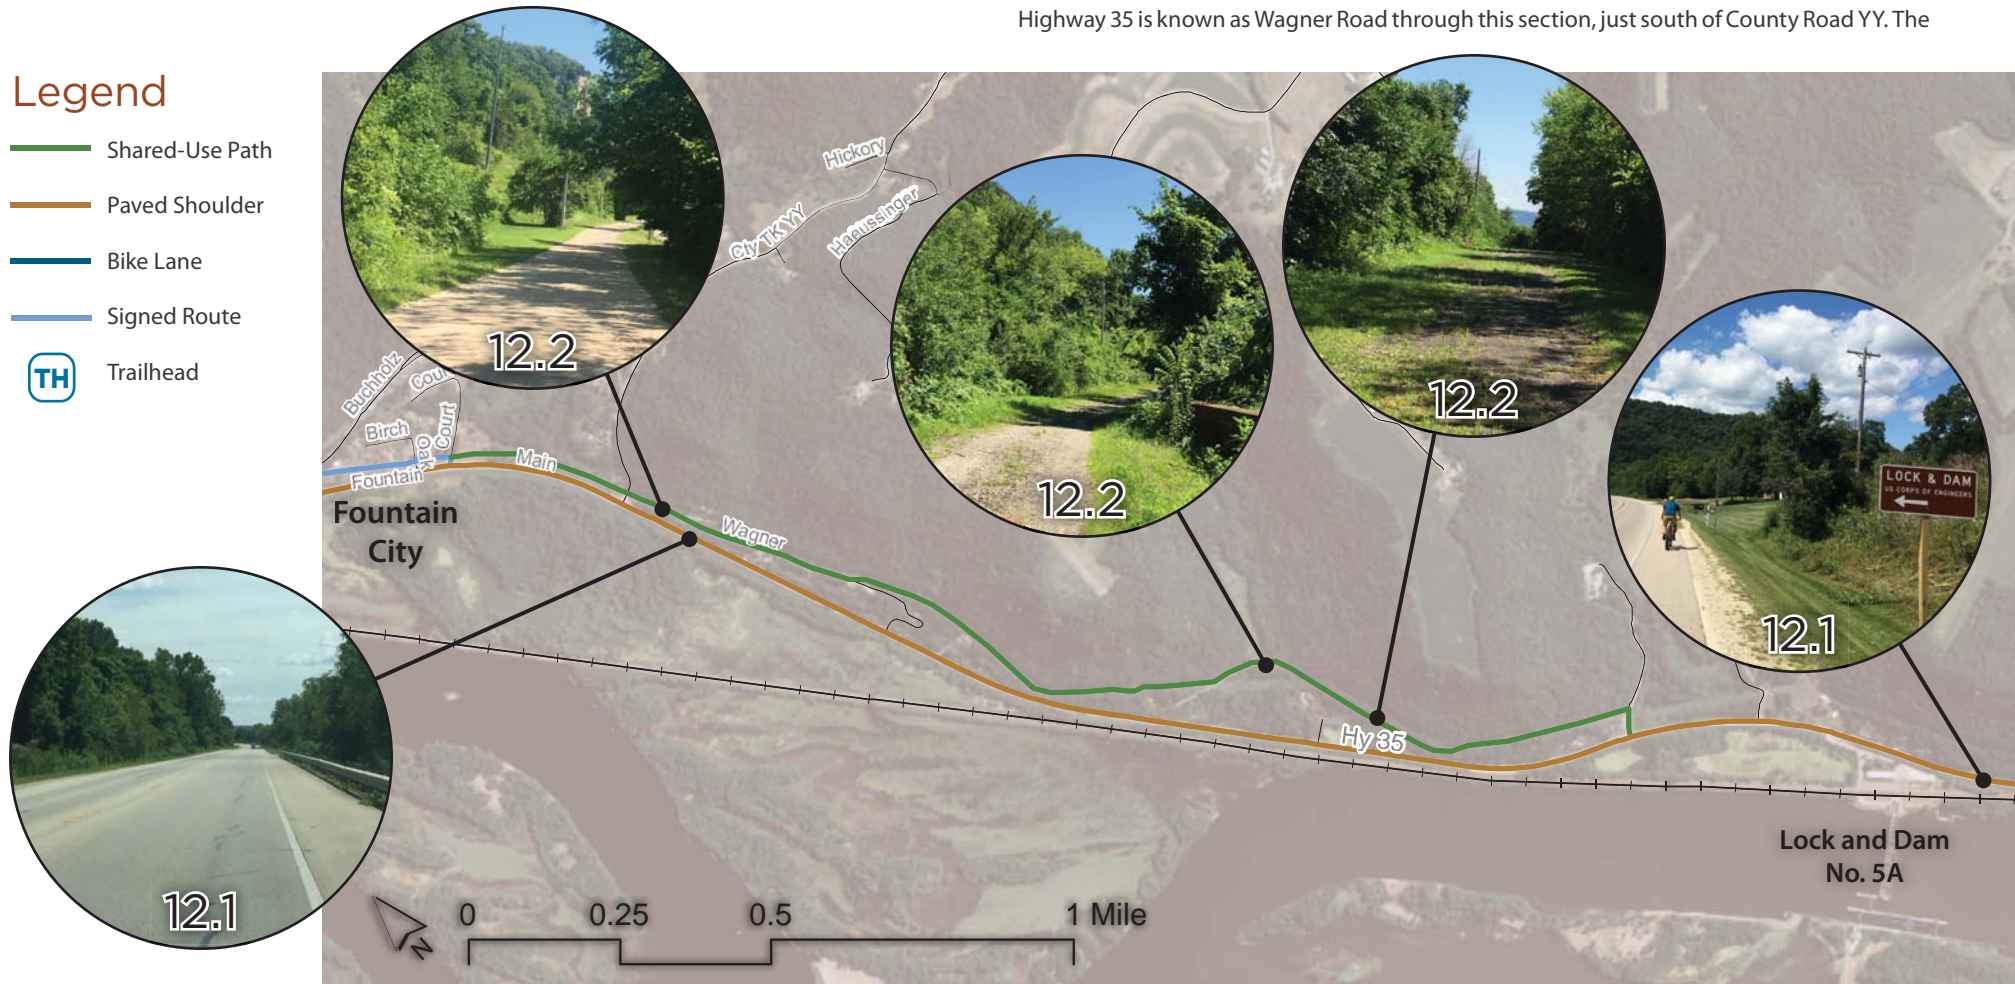 Highway 35 is known as Wagner Road through this section, just south of County Road YY. The
Legend
Shared-Use Path
Paved Shoulder
Bike Lane
Signed Route
TH Trailhead
12.2
12.2
12.2
12.1
12.1
LOCK & DAM
US CORPS OF ENGINEERS
Hickory
Cty TK YY
Haeussinger
Buchholz
Birch
Oak
Court
Fountain
Main
Wagner
Hy 35
Fountain
City
Lock and Dam
No. 5A
N
0 0.25 0.5 1 Mile